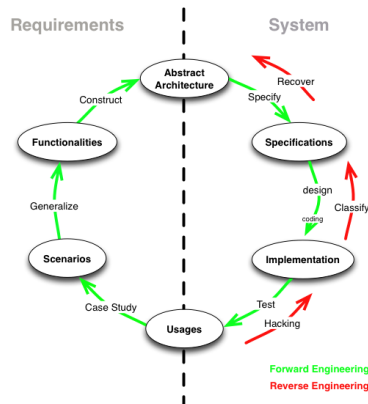 Requirements
System
Abstract
Architecture
Recover
Construct
Specify
Functionalities
Specifications
Generalize
design
coding
Classify
Scenarios
Implementation
Case Study
Test
Usages
Hacking
Forward Engineering
Reverse Engineering